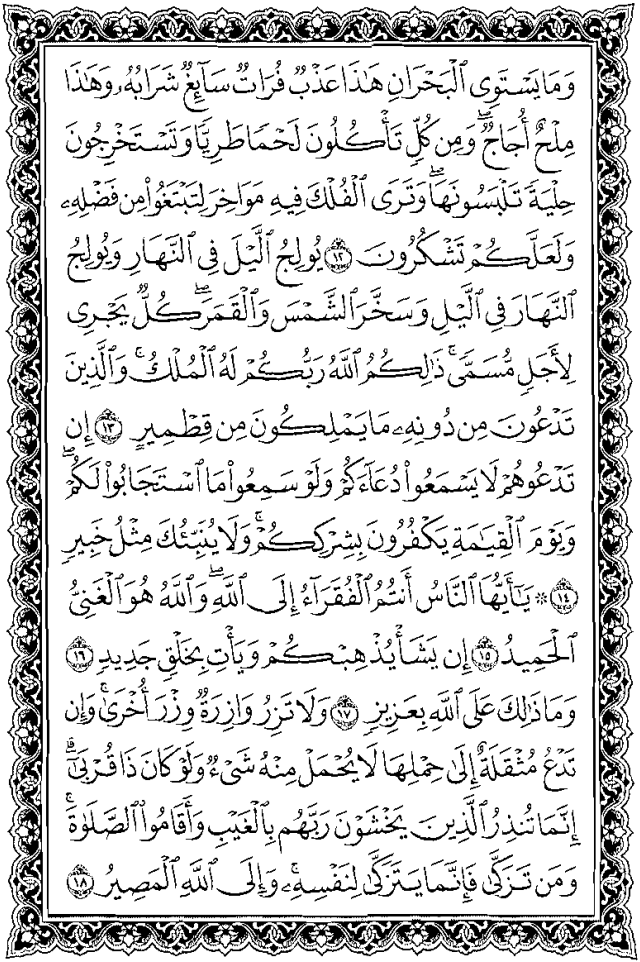 وَمَا يَسْتَوِى ٱلْبَحْرَانِ هَـٰذَا عَذْبٌ فُرَاتٌ سَآئِغٌ شَرَابُهُۥ وَهَـٰذَا
مِلْحٌ أُجَاجٌ ۖ وَمِن كُلٍّ تَأْكُلُونَ لَحْمًا طَرِيًّا وَتَسْتَخْرِجُونَ
حِلْيَةً تَلْبَسُونَهَا ۖ وَتَرَى ٱلْفُلْكَ فِيهِ مَوَاخِرَ لِتَبْتَغُوا۟ مِن فَضْلِهِۦ
وَلَعَلَّكُمْ تَشْكُرُونَ ١٢ يُولِجُ ٱلَّيْلَ فِى ٱلنَّهَارِ وَيُولِجُ
ٱلنَّهَارَ فِى ٱلَّيْلِ وَسَخَّرَ ٱلشَّمْسَ وَٱلْقَمَرَ ۖ كُلٌّ يَجْرِى
لِأَجَلٍ مُّسَمًّى ۚ ذَٰلِكُمُ ٱللَّهُ رَبُّكُمْ لَهُ ٱلْمُلْكُ ۚ وَٱلَّذِينَ
تَدْعُونَ مِن دُونِهِۦ مَا يَمْلِكُونَ مِن قِطْمِيرٍ ١٣ إِن
تَدْعُوهُمْ لَا يَسْمَعُوا۟ دُعَآءَكُمْ وَلَوْ سَمِعُوا۟ مَا ٱسْتَجَابُوا۟ لَكُمْ ۖ
وَيَوْمَ ٱلْقِيَـٰمَةِ يَكْفُرُونَ بِشِرْكِكُمْ ۚ وَلَا يُنَبِّئُكَ مِثْلُ خَبِيرٍ
١٤ ۞ يَـٰٓأَيُّهَا ٱلنَّاسُ أَنتُمُ ٱلْفُقَرَآءُ إِلَى ٱللَّهِ ۖ وَٱللَّهُ هُوَ ٱلْغَنِىُّ
ٱلْحَمِيدُ ١٥ إِن يَشَأْ يُذْهِبْكُمْ وَيَأْتِ بِخَلْقٍ جَدِيدٍ ١٦
وَمَا ذَٰلِكَ عَلَى ٱللَّهِ بِعَزِيزٍ ١٧ وَلَا تَزِرُ وَازِرَةٌ وِزْرَ أُخْرَىٰ ۚ وَإِن
تَدْعُ مُثْقَلَةٌ إِلَىٰ حِمْلِهَا لَا يُحْمَلْ مِنْهُ شَىْءٌ وَلَوْ كَانَ ذَا قُرْبَىٰٓ ۗ
إِنَّمَا تُنذِرُ ٱلَّذِينَ يَخْشَوْنَ رَبَّهُم بِٱلْغَيْبِ وَأَقَامُوا۟ ٱلصَّلَوٰةَ ۚ
وَمَن تَزَكَّىٰ فَإِنَّمَا يَتَزَكَّىٰ لِنَفْسِهِۦ ۚ وَإِلَى ٱللَّهِ ٱلْمَصِيرُ ١٨